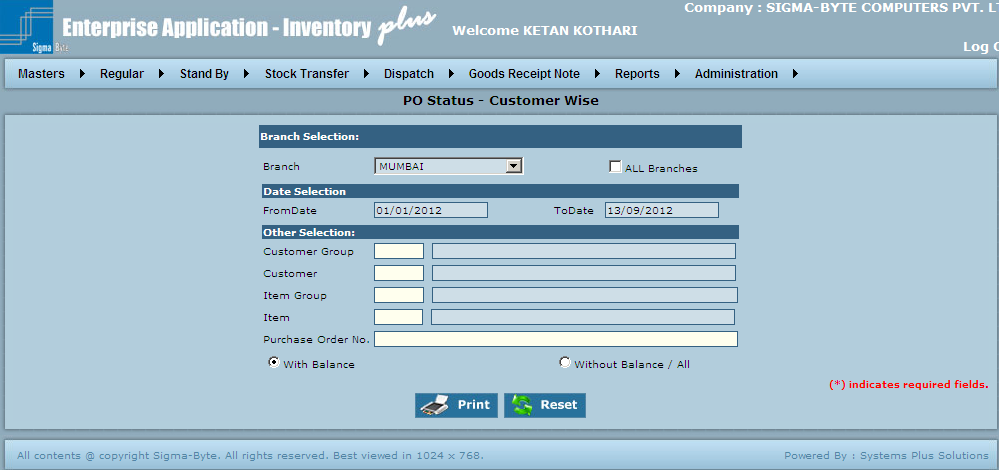 Company : SIGMA-BYTE COMPUTERS PVT.
Enterprise Application - Inventory plus
Welcome KETAN KOTHARI
Sigma Byte
Log
Masters Regular Stand By Stock Transfer Dispatch Goods Receipt Note Reports Administration
PO Status - Customer Wise
Branch Selection:
Branch MUMBAI ALL Branches
Date Selection
FromDate 01/01/2012 ToDate 13/09/2012
Other Selection:
Customer Group
Customer
Item Group
Item
Purchase Order No.
With Balance Without Balance / All
(*) indicates required fields.
Print Reset
All contents @ copyright Sigma-Byte. All rights reserved. Best viewed in 1024 x 768. Powered By : Systems Plus Solutions